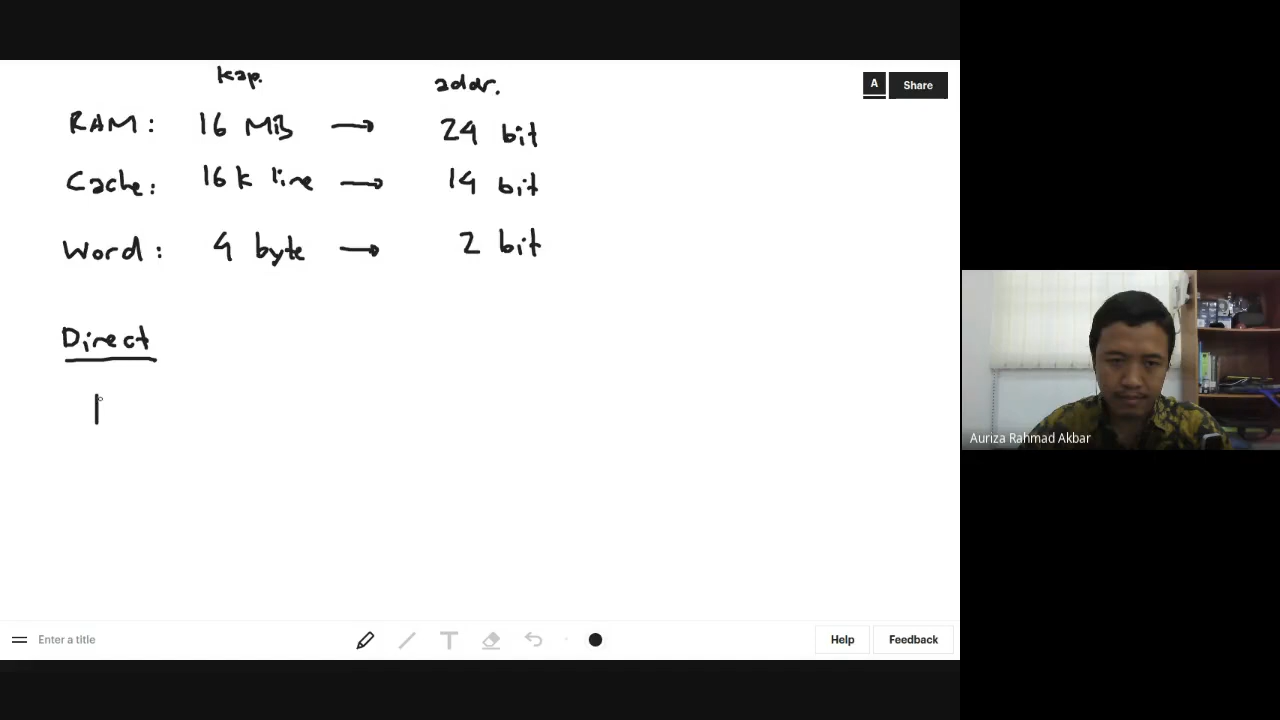 kap. addr.
A Share
RAM: 16 MiB → 24 bit
Cache: 16k line → 14 bit
Word: 4 byte → 2 bit
Direct
Auriza Rahmad Akbar
Enter a title T Help Feedback